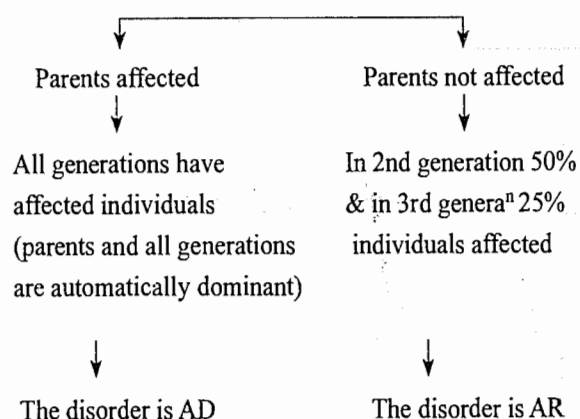 Parents affected
Parents not affected
All generations have
affected individuals
(parents and all generations
are automatically dominant)
In 2nd generation 50%
& in 3rd generaⁿ 25%
individuals affected
The disorder is AD
The disorder is AR